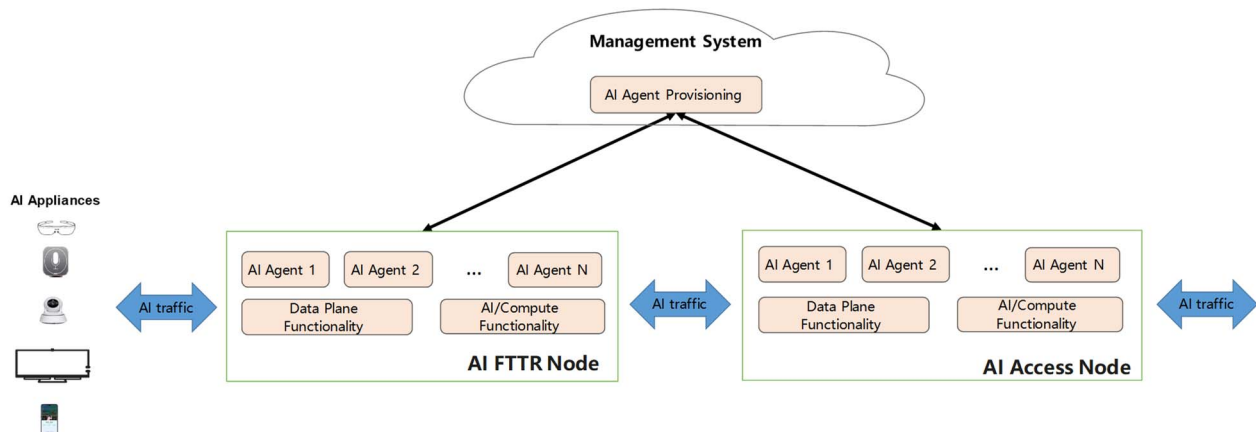 Management System
AI Agent Provisioning
AI Appliances
AI traffic
AI Agent 1
AI Agent 2
...
AI Agent N
Data Plane
Functionality
AI/Compute
Functionality
AI FTTR Node
AI traffic
AI Agent 1
AI Agent 2
...
AI Agent N
Data Plane
Functionality
AI/Compute
Functionality
AI Access Node
AI traffic